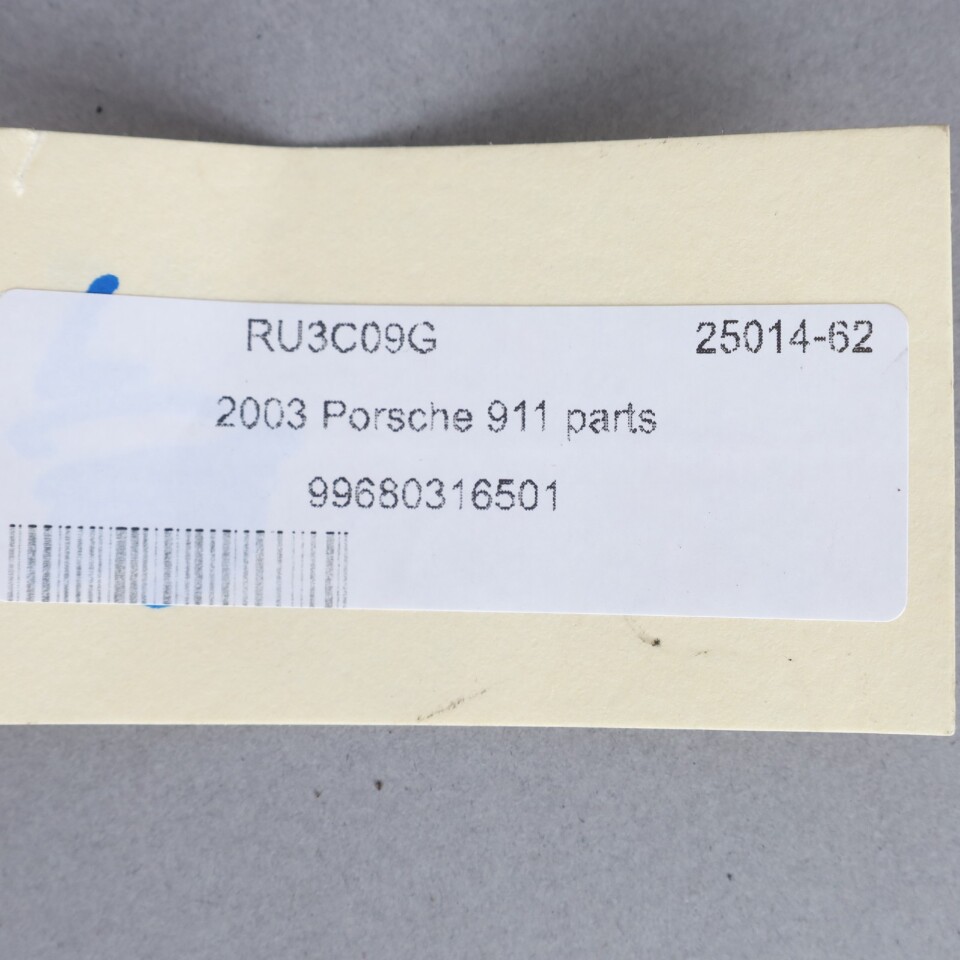 RU3C09G 25014-62
2003 Porsche 911 parts
99680316501